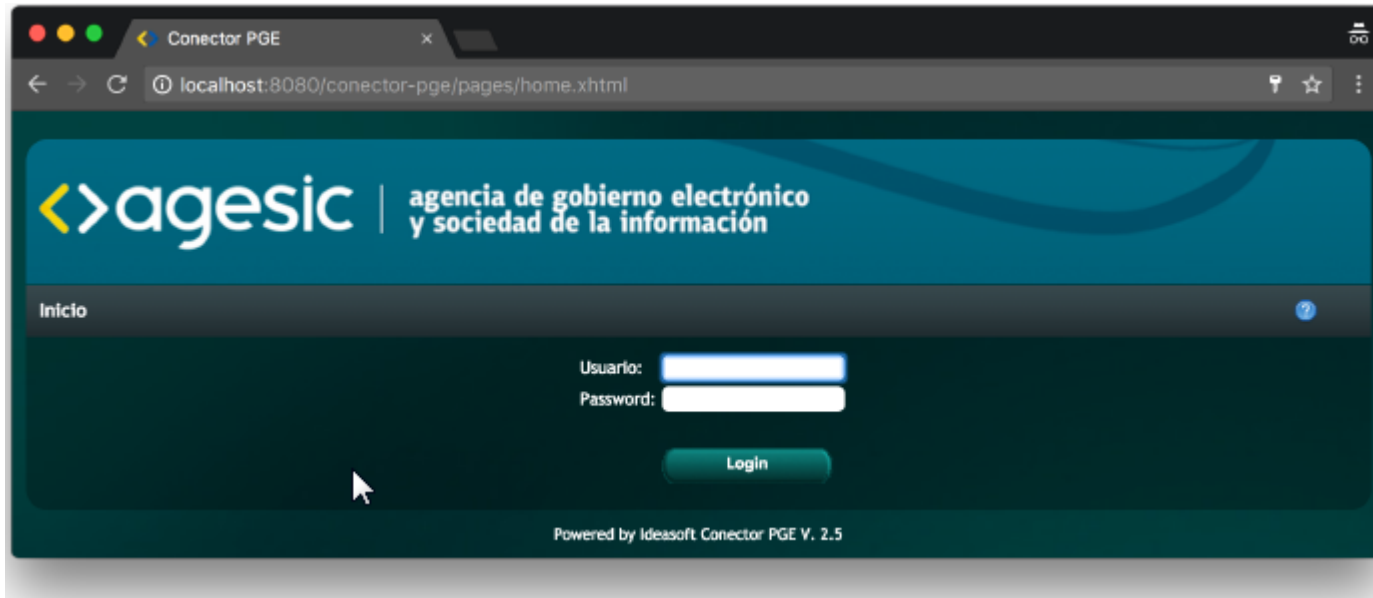 Conector PGE
localhost:8080/conector-pge/pages/home.xhtml
agesic
agencia de gobierno electrónico
y sociedad de la información
Inicio
Usuario:
Password:
Login
Powered by Ideasoft Conector PGE V. 2.5